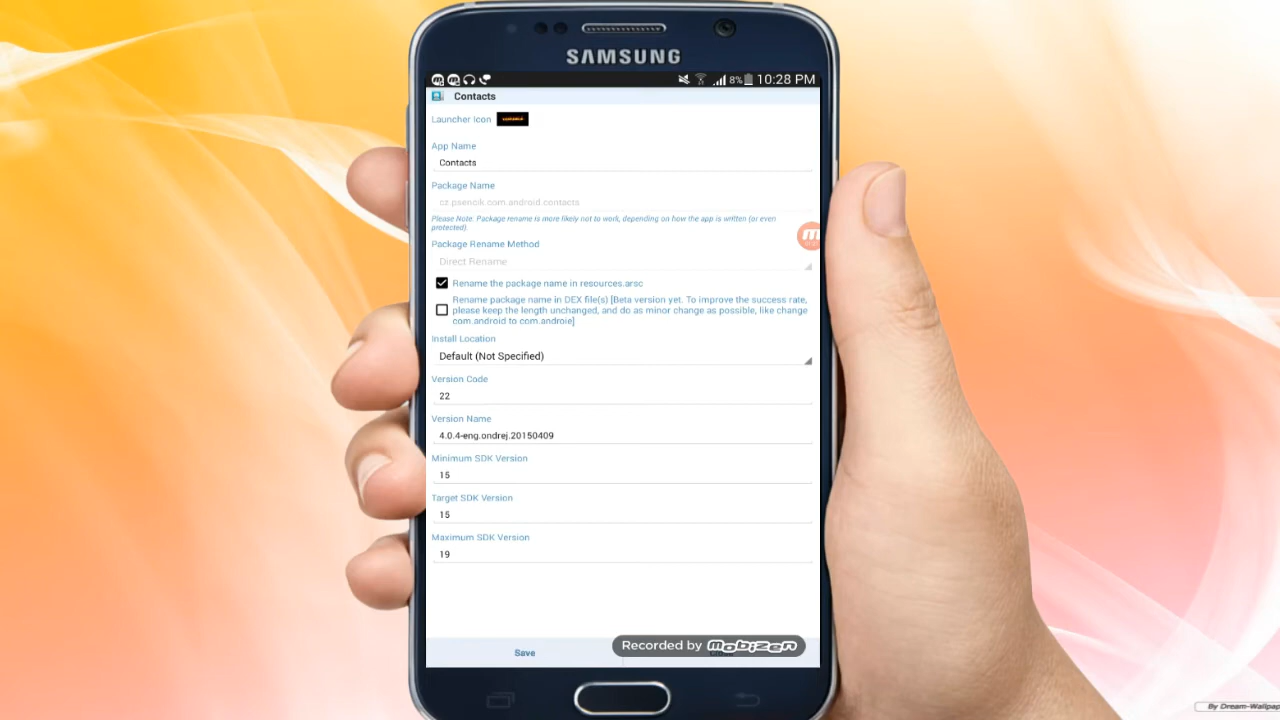 SAMSUNG
8% 10:28 PM
Contacts
Launcher Icon
App Name
Contacts
Package Name
cz.psencik.com.android.contacts
Please Note: Package rename is more likely not to work, depending on how the app is written (or even
protected).
Package Rename Method
Direct Rename
Rename the package name in resources.arsc
Rename package name in DEX file(s) [Beta version yet. To improve the success rate,
please keep the length unchanged, and do as minor change as possible, like change
com.android to com.androie]
Install Location
Default (Not Specified)
Version Code
22
Version Name
4.0.4-eng.ondrej.20150409
Minimum SDK Version
15
Target SDK Version
15
Maximum SDK Version
19
Save
Recorded by mobizen
By Dream-Wallpap